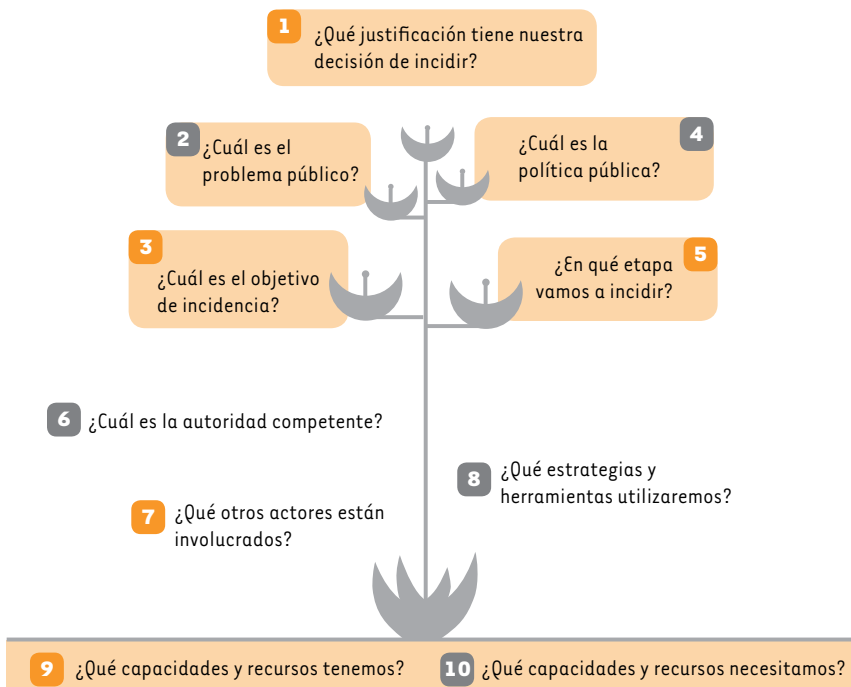 1
¿Qué justificación tiene nuestra
decisión de incidir?
2
¿Cuál es el
problema público?
4
¿Cuál es la
política pública?
3
¿Cuál es el objetivo
de incidencia?
5
¿En qué etapa
vamos a incidir?
6 ¿Cuál es la autoridad competente?
8
¿Qué estrategias y
herramientas utilizaremos?
7
¿Qué otros actores están
involucrados?
9 ¿Qué capacidades y recursos tenemos?
10 ¿Qué capacidades y recursos necesitamos?